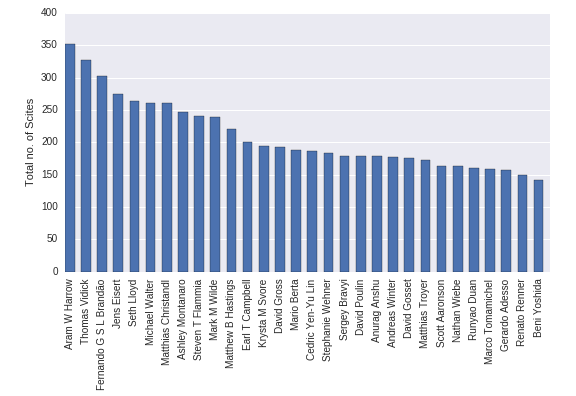 400
350
300
250
200
150
100
50
0
Total no. of Scites
Aram W Harrow
Thomas Vidick
Fernando G S L Brandão
Jens Eisert
Seth Lloyd
Michael Walter
Matthias Christandl
Ashley Montanaro
Steven T Flammia
Mark M Wilde
Matthew B Hastings
Earl T Campbell
Krysta M Svore
David Gross
Mario Berta
Cedric Yen-Yu Lin
Stephanie Wehner
Sergey Bravyi
David Poulin
Anurag Anshu
Andreas Winter
David Gosset
Matthias Troyer
Scott Aaronson
Nathan Wiebe
Runyao Duan
Marco Tomamichel
Gerardo Adesso
Renato Renner
Beni Yoshida